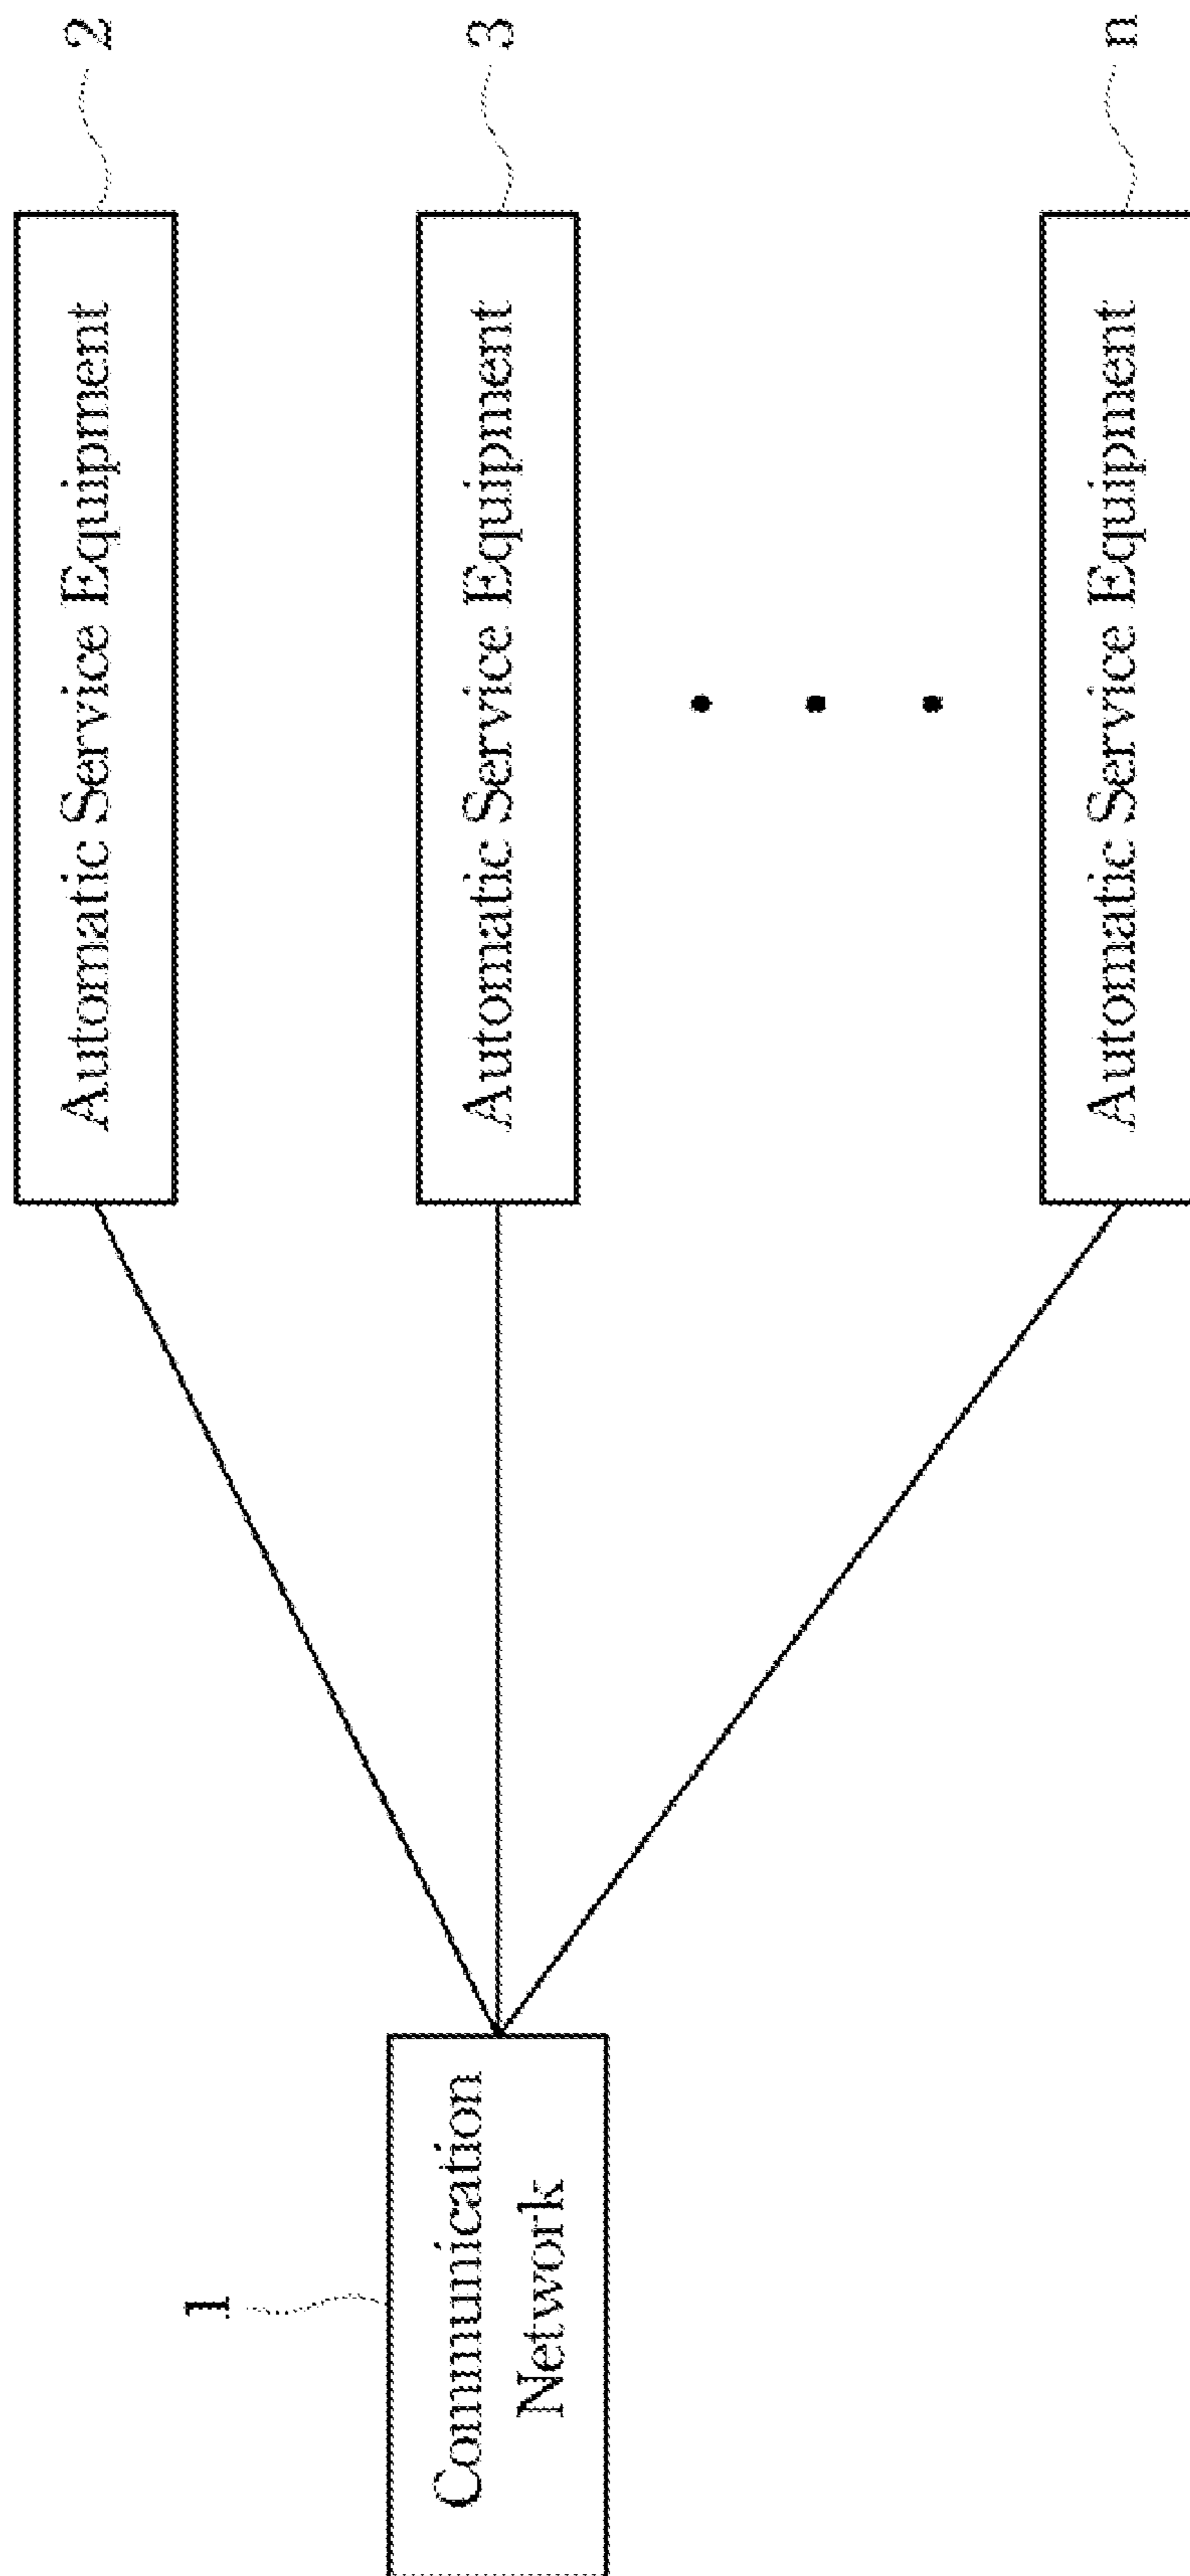 1
Communication
Network
Automatic Service Equipment
2
Automatic Service Equipment
3
Automatic Service Equipment
n